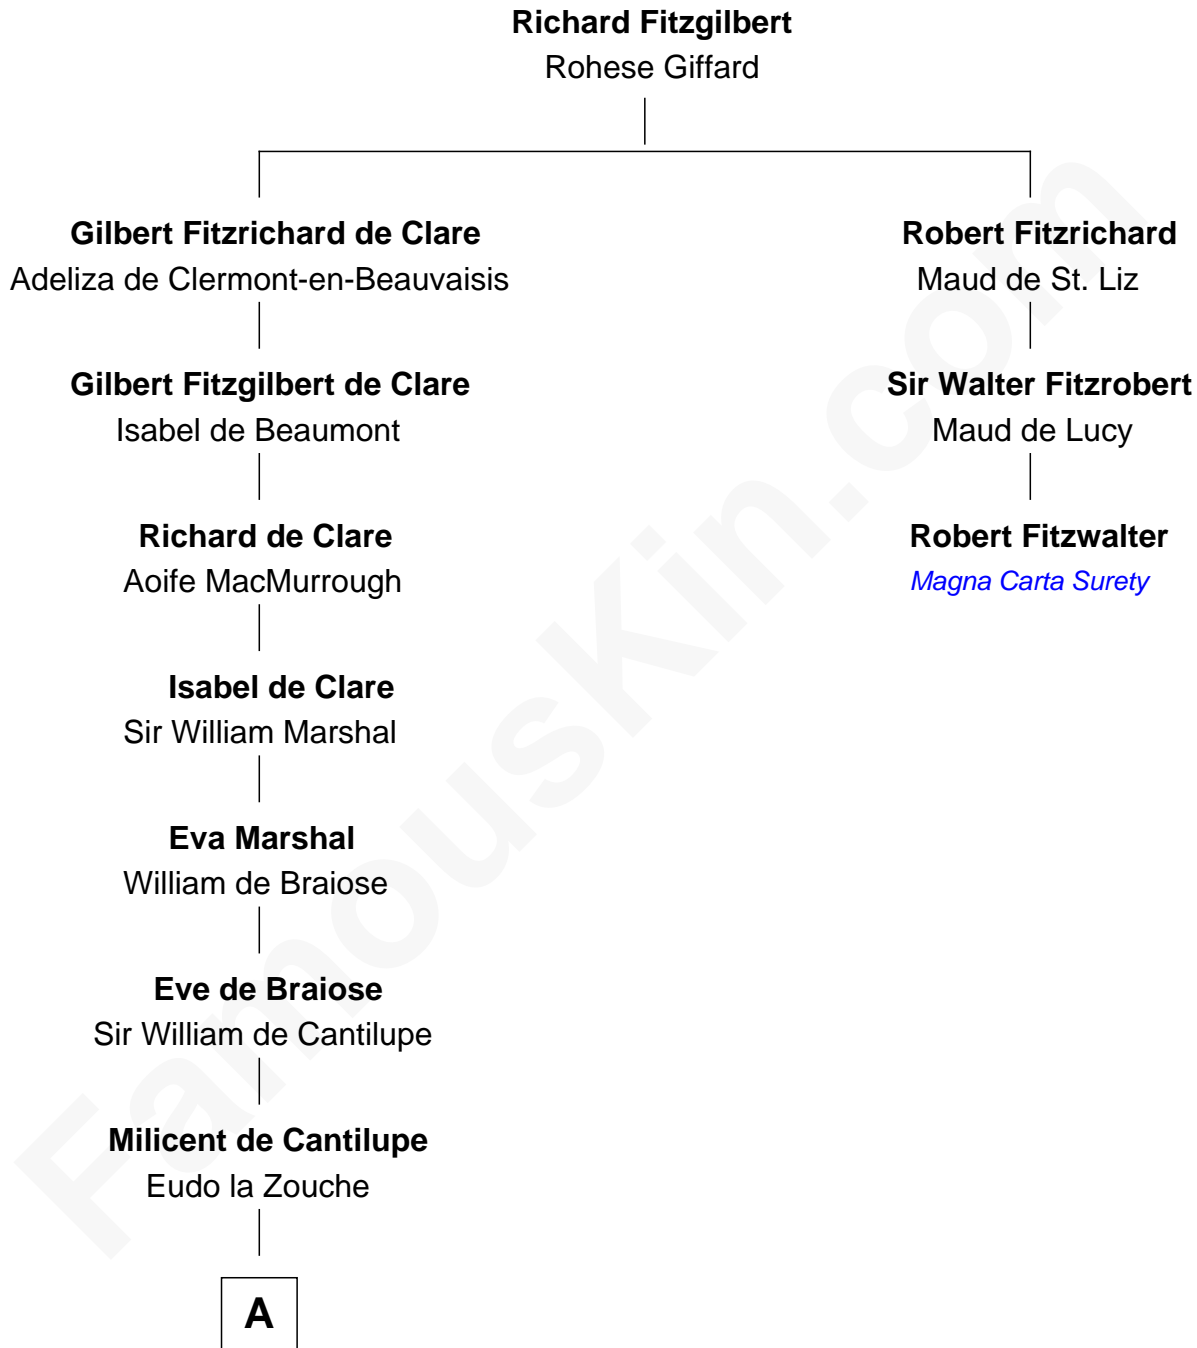 Richard Fitzgilbert
Rohese Giffard
Gilbert Fitzrichard de Clare
Adeliza de Clermont-en-Beauvaisis
Robert Fitzrichard
Maud de St. Liz
Gilbert Fitzgilbert de Clare
Isabel de Beaumont
Sir Walter Fitzrobert
Maud de Lucy
Richard de Clare
Aoife MacMurrough
Robert Fitzwalter
Magna Carta Surety
Isabel de Clare
Sir William Marshal
Eva Marshal
William de Braiose
Eve de Braiose
Sir William de Cantilupe
Milicent de Cantilupe
Eudo la Zouche
A
FamousKin.com